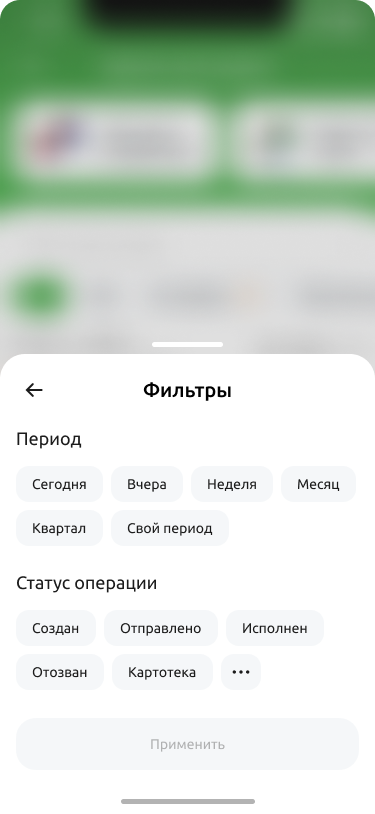 Фильтры
Период
Сегодня Вчера Неделя Месяц
Квартал Свой период
Статус операции
Создан Отправлено Исполнен
Отозван Картотека ...
Применить